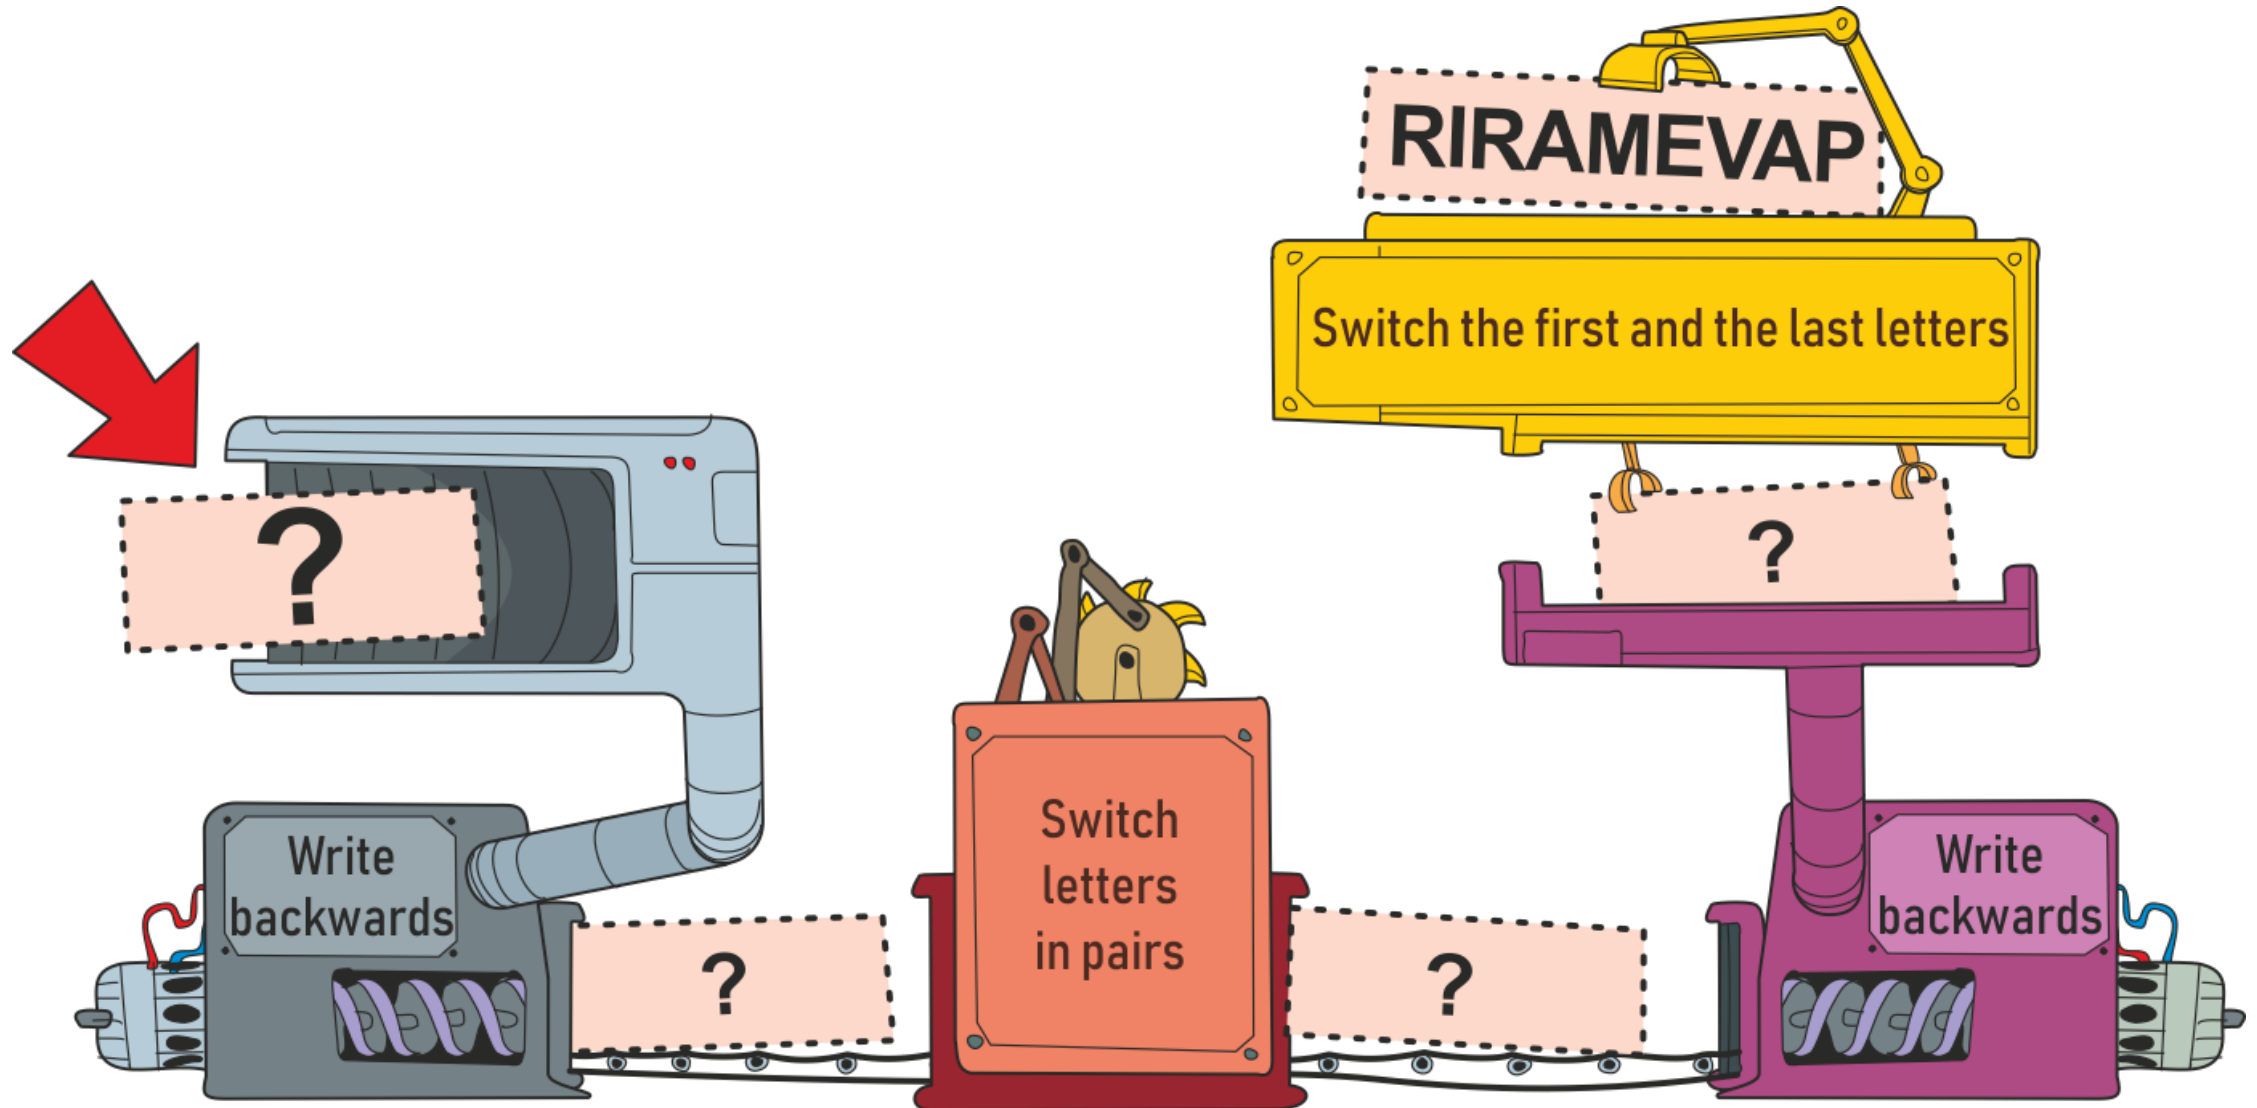 RIRAMEVAP
Switch the first and the last letters
?
?
Switch
letters
in pairs
Write
backwards
?
?
Write
backwards